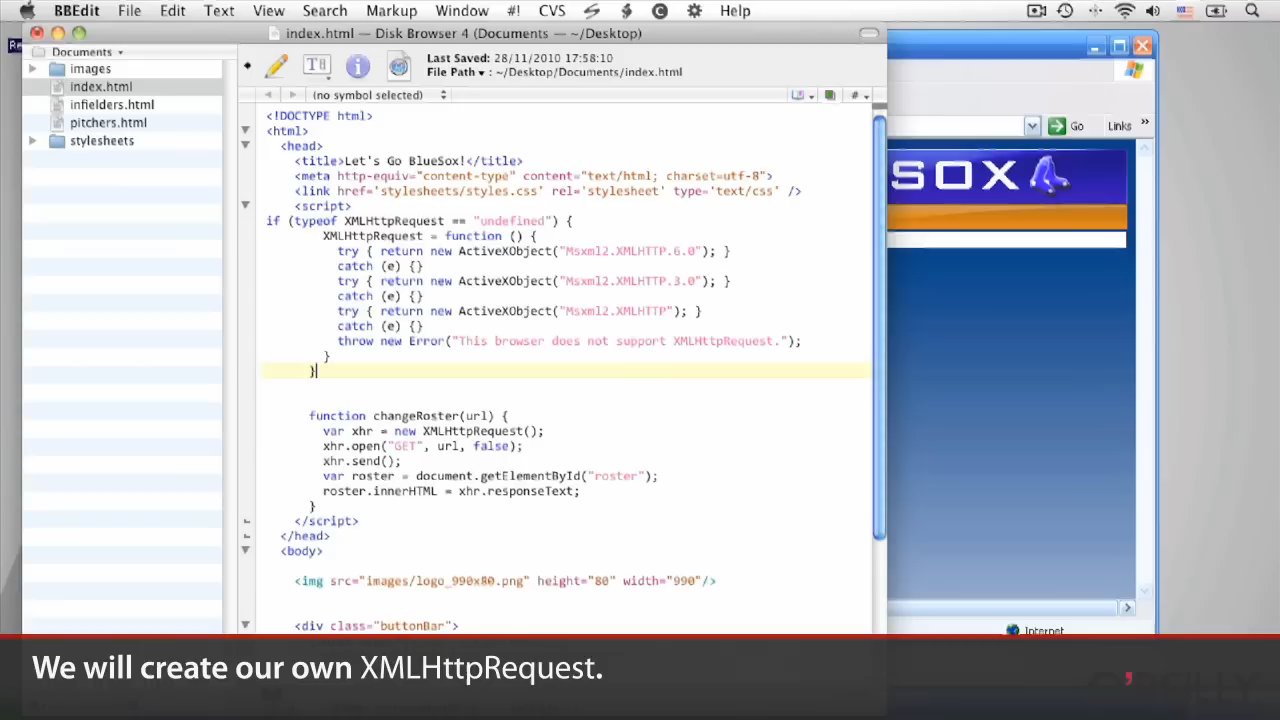 BBEdit File Edit Text View Search Markup Window #! CVS Help
index.html — Disk Browser 4 (Documents — ~/Desktop)
Documents
images
index.html
infielders.html
pitchers.html
stylesheets
Last Saved: 28/11/2010 17:58:10
File Path : ~/Desktop/Documents/index.html
(no symbol selected)
#
<!DOCTYPE html>
<html>
<head>
<title>Let's Go BlueSox!</title>
<meta http-equiv="content-type" content="text/html; charset=utf-8">
<link href='stylesheets/styles.css' rel='stylesheet' type='text/css' />
<script>
if (typeof XMLHttpRequest == "undefined") {
XMLHttpRequest = function () {
try { return new ActiveXObject("Msxml2.XMLHTTP.6.0"); }
catch (e) {}
try { return new ActiveXObject("Msxml2.XMLHTTP.3.0"); }
catch (e) {}
try { return new ActiveXObject("Msxml2.XMLHTTP"); }
catch (e) {}
throw new Error("This browser does not support XMLHttpRequest.");
}
}
function changeRoster(url) {
var xhr = new XMLHttpRequest();
xhr.open("GET", url, false);
xhr.send();
var roster = document.getElementById("roster");
roster.innerHTML = xhr.responseText;
}
</script>
</head>
<body>
<img src="images/logo_990x80.png" height="80" width="990"/>
<div class="buttonBar">
Go Links »
SOX
Internet
We will create our own XMLHttpRequest.
O'REILLY